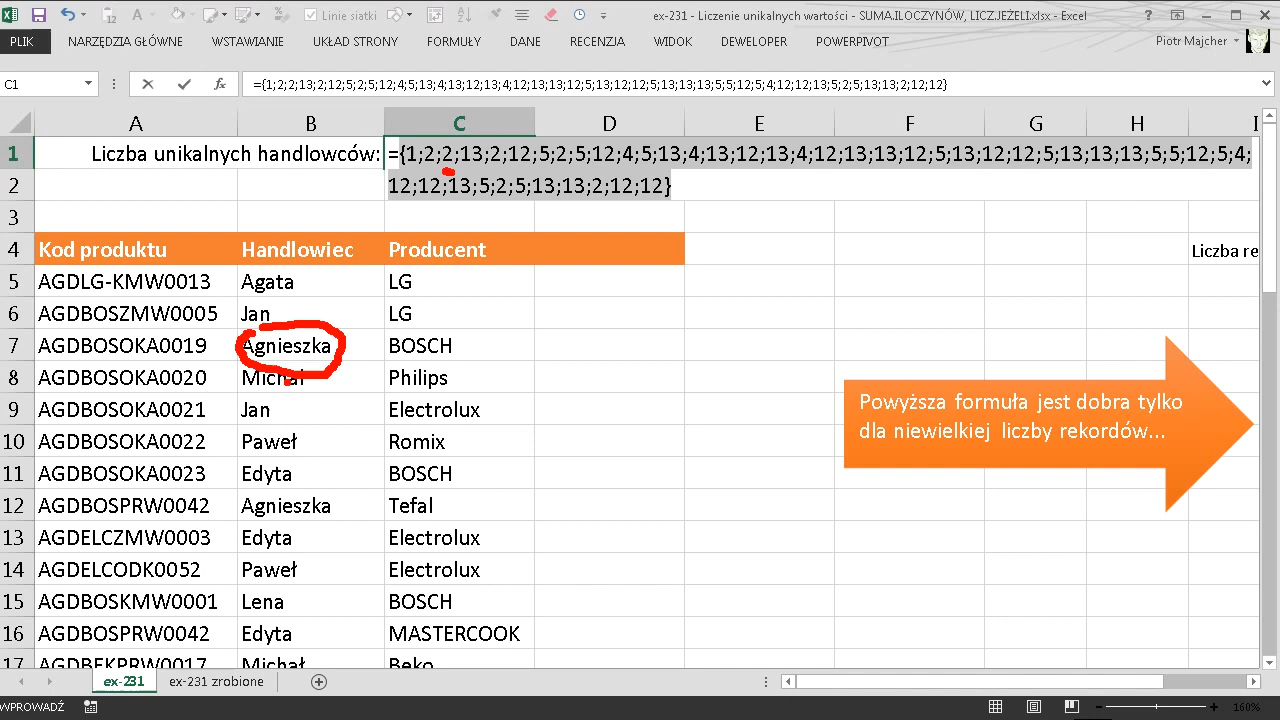 ex-231 - Liczenie unikalnych wartości - SUMA.ILOCZYNÓW, LICZ.JEŻELI.xlsx - Excel
Linie siatki
PLIK NARZĘDZIA GŁÓWNE WSTAWIANIE UKŁAD STRONY FORMUŁY DANE RECENZJA WIDOK DEWELOPER POWERPIVOT Piotr Majcher
C1 fx ={1;2;2;13;2;12;5;2;5;12;4;5;13;4;13;12;13;4;12;13;13;12;5;13;12;12;5;13;13;13;5;5;12;5;4;12;12;13;5;2;5;13;13;2;12;12}
A B C D E F G H I
1 Liczba unikalnych handlowców: ={1;2;2;13;2;12;5;2;5;12;4;5;13;4;13;12;13;4;12;13;13;12;5;13;12;12;5;13;13;13;5;5;12;5;4;
2 12;12;13;5;2;5;13;13;2;12;12}
3
4 Kod produktu Handlowiec Producent Liczba re
5 AGDLG-KMW0013 Agata LG
6 AGDBOSZMW0005 Jan LG
7 AGDBOSOKA0019 Agnieszka BOSCH
8 AGDBOSOKA0020 Michał Philips
9 AGDBOSOKA0021 Jan Electrolux
10 AGDBOSOKA0022 Paweł Romix
11 AGDBOSOKA0023 Edyta BOSCH
12 AGDBOSPRW0042 Agnieszka Tefal
13 AGDELCZMW0003 Edyta Electrolux
14 AGDELCODK0052 Paweł Electrolux
15 AGDBOSKMW0001 Lena BOSCH
16 AGDBOSPRW0042 Edyta MASTERCOOK
17 AGDBEKPRW0017 Michał Beko
Powyższa formuła jest dobra tylko
dla niewielkiej liczby rekordów...
ex-231 ex-231 zrobione
WPROWADŹ 160%